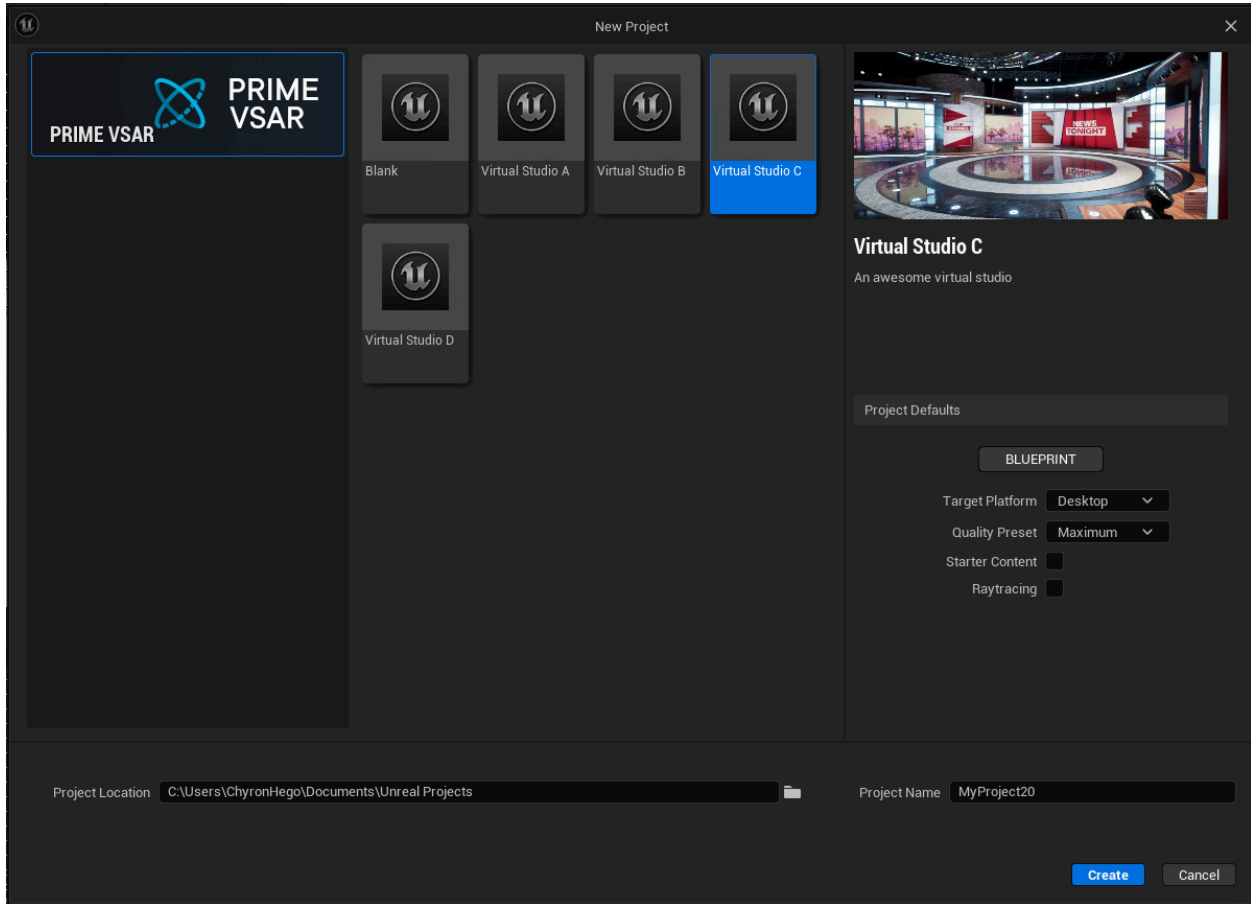 New Project
PRIME VSAR
PRIME
VSAR
Blank
Virtual Studio A
Virtual Studio B
Virtual Studio C
Virtual Studio D
NEWS
TONIGHT
Virtual Studio C
An awesome virtual studio
Project Defaults
BLUEPRINT
Target Platform Desktop
Quality Preset Maximum
Starter Content
Raytracing
Project Location C:\Users\ChyronHego\Documents\Unreal Projects
Project Name MyProject20
Create Cancel